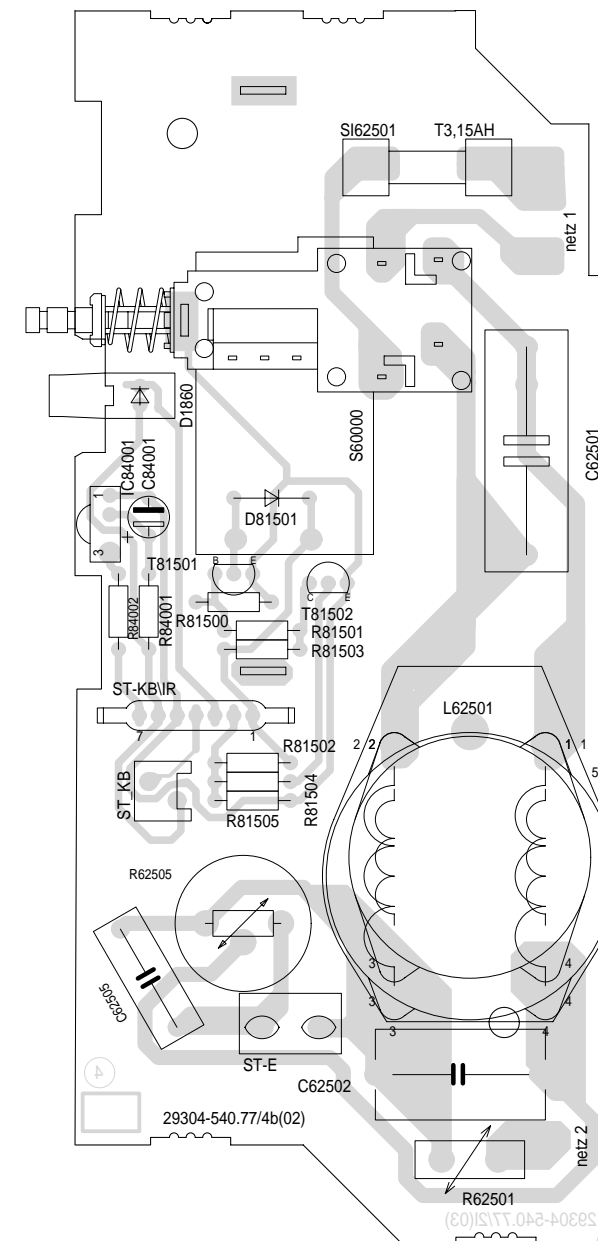 SI62501 T3,15AH
netz 1
D1860
S60000
C62501
IC84001
C84001
1
3
+
D81501
T81501
B E
C E
T81502
R84002
R84001
R81500
R81501
R81503
ST-KB\IR
7 1
L62501
2 2 1 1
5
R81502
ST_KB
R81504
R81505
R62505
C62505
3 4
3 4
3 4
ST-E
C62502
4
29304-540.77/4b(02)
netz 2
R62501
29304-540.77/2l(03)